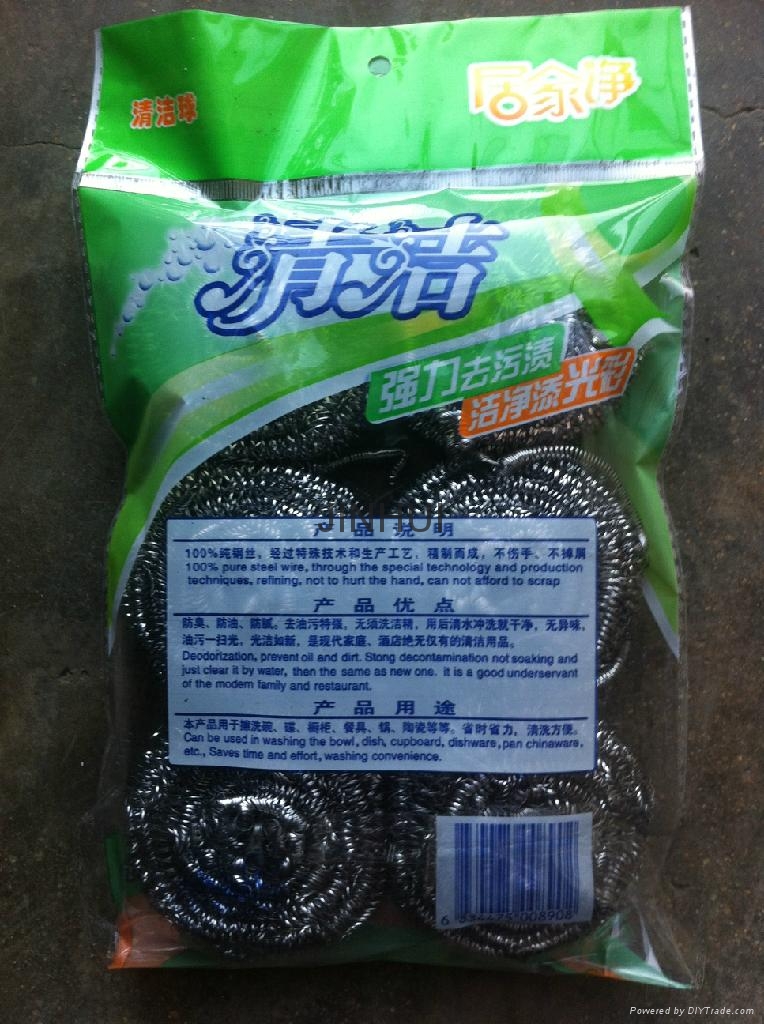 清洁球
居家净
清洁
强力去污渍
洁净添光彩
JINHUI
产品说明
100%纯钢丝，经过特殊技术和生产工艺，精制而成，不伤手、不掉屑
100% pure steel wire, through the special technology and production
techniques, refining, not to hurt the hand, can not afford to scrap
产品优点
防臭、防油、防腻。去油污特强，无须洗洁精，用后清水冲洗就干净，无异味，
油污一扫光，光洁如新，是现代家庭、酒店绝无仅有的清洁用品。
Deodorization, prevent oil and dirt. Stong decontamination not soaking and
just clear it by water, then the same as new one. it is a good underservant
of the modern family and restaurant.
产品用途
本产品用于擦洗碗、碟、橱柜、餐具、锅、陶瓷等等。省时省力，清洗方便。
Can be used in washing the bowl, dish, cupboard, dishware, pan chinaware,
etc., Saves time and effort, washing convenience.
6 934425 008908
Powered by DIYTrade.com